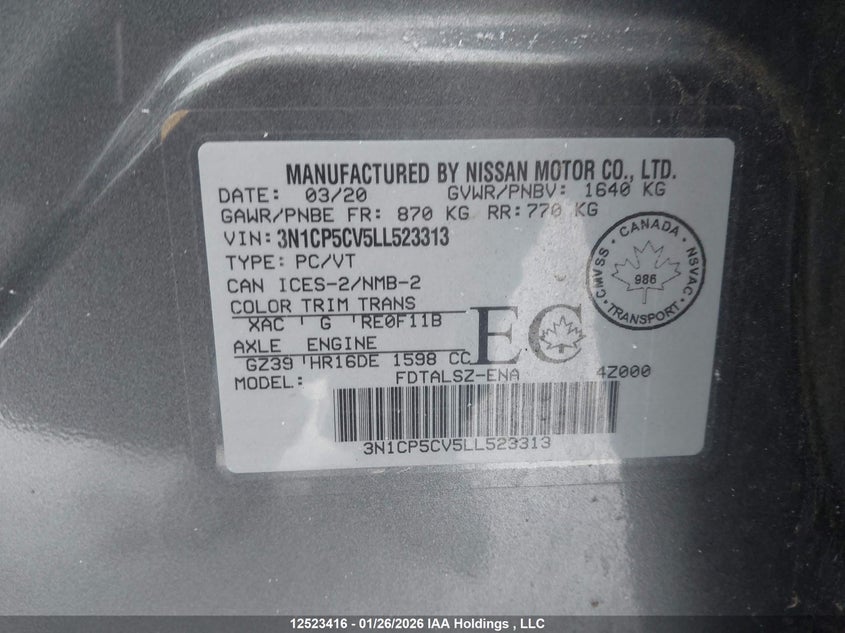 MANUFACTURED BY NISSAN MOTOR CO., LTD.
DATE: 03/20 GVWR/PNBV: 1640 KG
GAWR/PNBE FR: 870 KG RR: 770 KG
VIN: 3N1CP5CV5LL523313
TYPE: PC/VT
CAN ICES-2/NMB-2
COLOR TRIM TRANS
XAC G RE0F11B
AXLE ENGINE
GZ39 HR16DE 1598 CC
EC
MODEL: FDTALSZ-ENA 4Z000
3N1CP5CV5LL523313
CANADA
CMVSS 986 NSVAC
TRANSPORT
12523416 - 01/26/2026 IAA Holdings , LLC